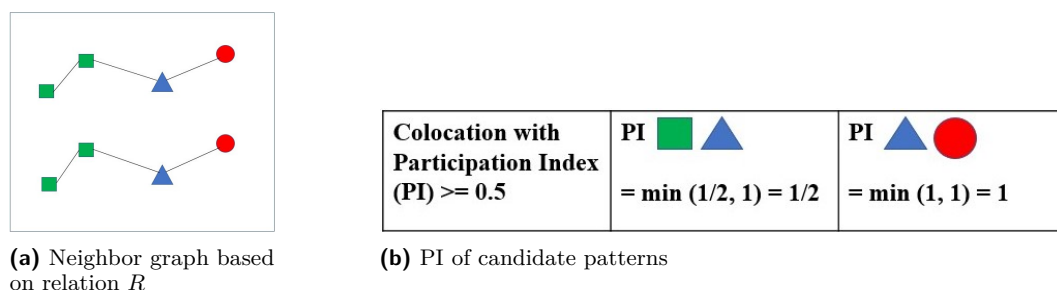 Colocation with
Participation Index
(PI) >= 0.5
PI
= min (1/2, 1) = 1/2
PI
= min (1, 1) = 1
(a) Neighbor graph based
on relation R
(b) PI of candidate patterns